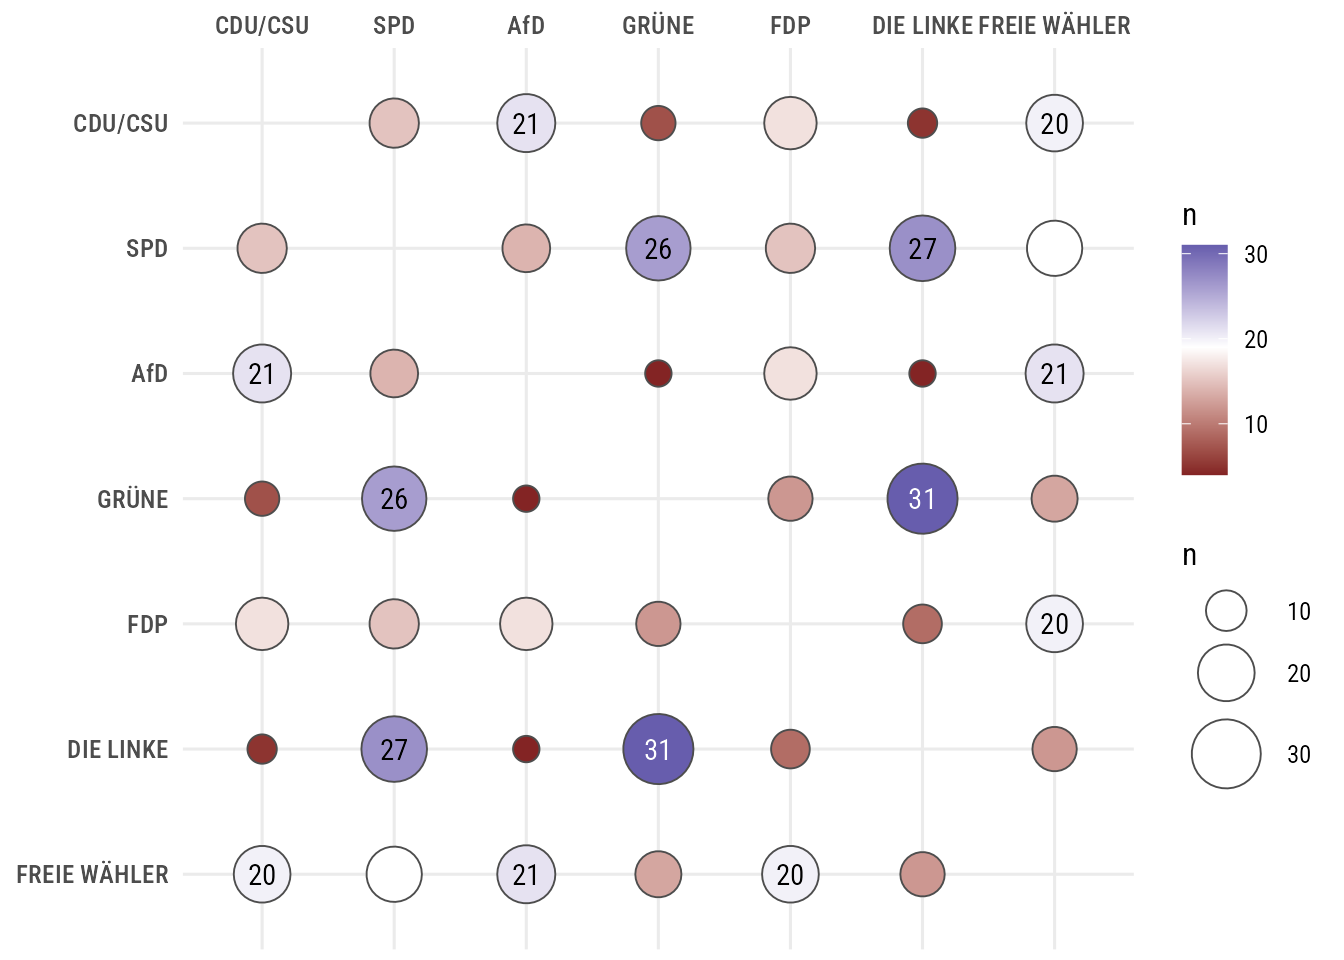 CDU/CSU SPD AfD GRÜNE FDP DIE LINKE FREIE WÄHLER
CDU/CSU 21 20
SPD 26 27
AfD 21 21
GRÜNE 26 31
FDP 20
DIE LINKE 27 31
FREIE WÄHLER 20 21 20
n
30
20
10
n
10
20
30